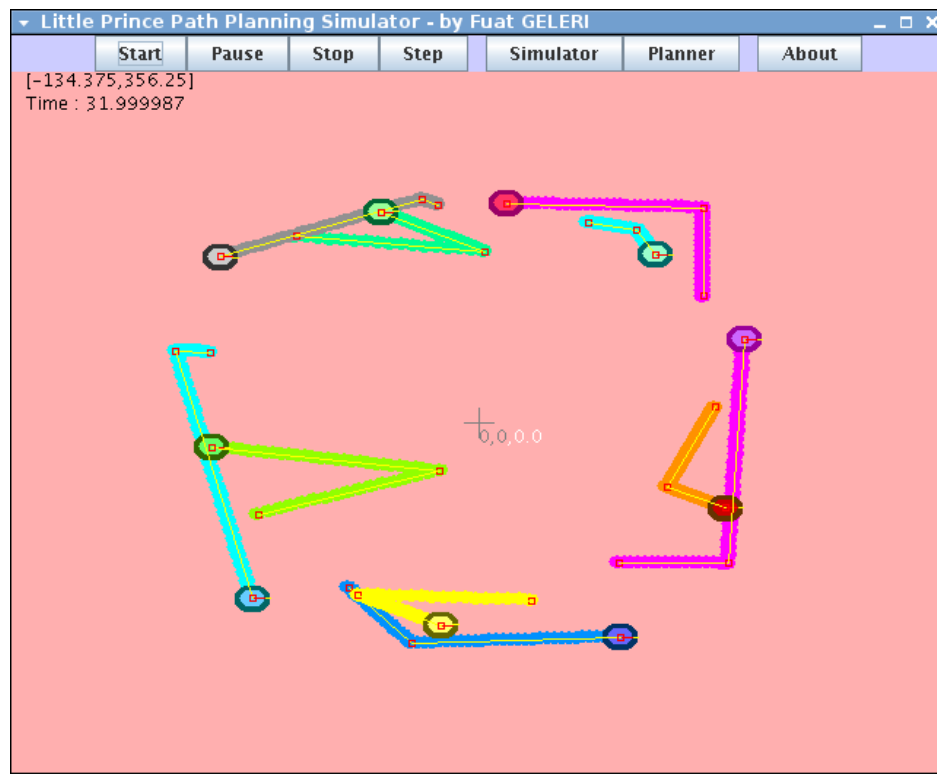 Little Prince Path Planning Simulator - by Fuat GELERI
Start Pause Stop Step Simulator Planner About
[-134.375,356.25]
Time : 31.999987
0,0,0.0